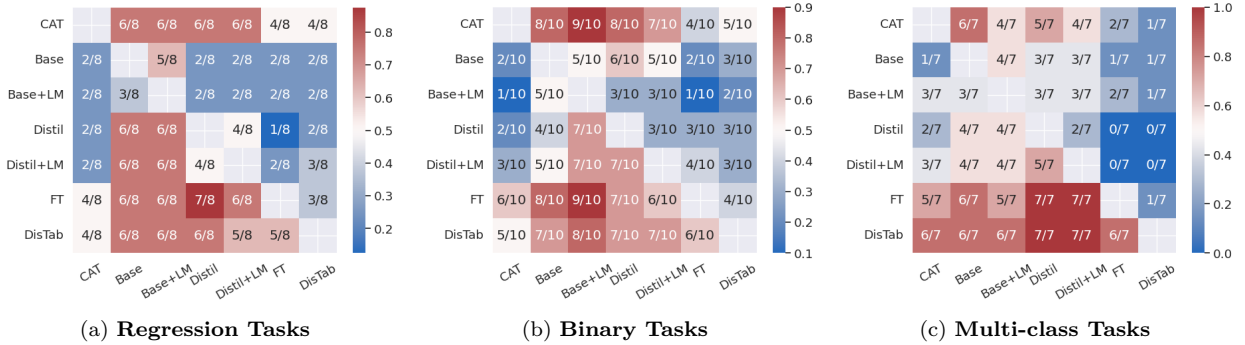 CAT 6/8 6/8 6/8 6/8 4/8 4/8
Base 2/8 5/8 2/8 2/8 2/8 2/8
Base+LM 2/8 3/8 2/8 2/8 2/8 2/8
Distil 2/8 6/8 6/8 4/8 1/8 2/8
Distil+LM 2/8 6/8 6/8 4/8 2/8 3/8
FT 4/8 6/8 6/8 7/8 6/8 3/8
DisTab 4/8 6/8 6/8 6/8 5/8 5/8
CAT Base Base+LM Distil Distil+LM FT DisTab
0.8
0.7
0.6
0.5
0.4
0.3
0.2
(a) Regression Tasks
CAT 8/10 9/10 8/10 7/10 4/10 5/10
Base 2/10 5/10 6/10 5/10 2/10 3/10
Base+LM 1/10 5/10 3/10 3/10 1/10 2/10
Distil 2/10 4/10 7/10 3/10 3/10 3/10
Distil+LM 3/10 5/10 7/10 7/10 4/10 3/10
FT 6/10 8/10 9/10 7/10 6/10 4/10
DisTab 5/10 7/10 8/10 7/10 7/10 6/10
CAT Base Base+LM Distil Distil+LM FT DisTab
0.9
0.8
0.7
0.6
0.5
0.4
0.3
0.2
0.1
(b) Binary Tasks
CAT 6/7 4/7 5/7 4/7 2/7 1/7
Base 1/7 4/7 3/7 3/7 1/7 1/7
Base+LM 3/7 3/7 3/7 3/7 2/7 1/7
Distil 2/7 4/7 4/7 2/7 0/7 0/7
Distil+LM 3/7 4/7 4/7 5/7 0/7 0/7
FT 5/7 6/7 5/7 7/7 7/7 1/7
DisTab 6/7 6/7 6/7 7/7 7/7 6/7
CAT Base Base+LM Distil Distil+LM FT DisTab
1.0
0.8
0.6
0.4
0.2
0.0
(c) Multi-class Tasks